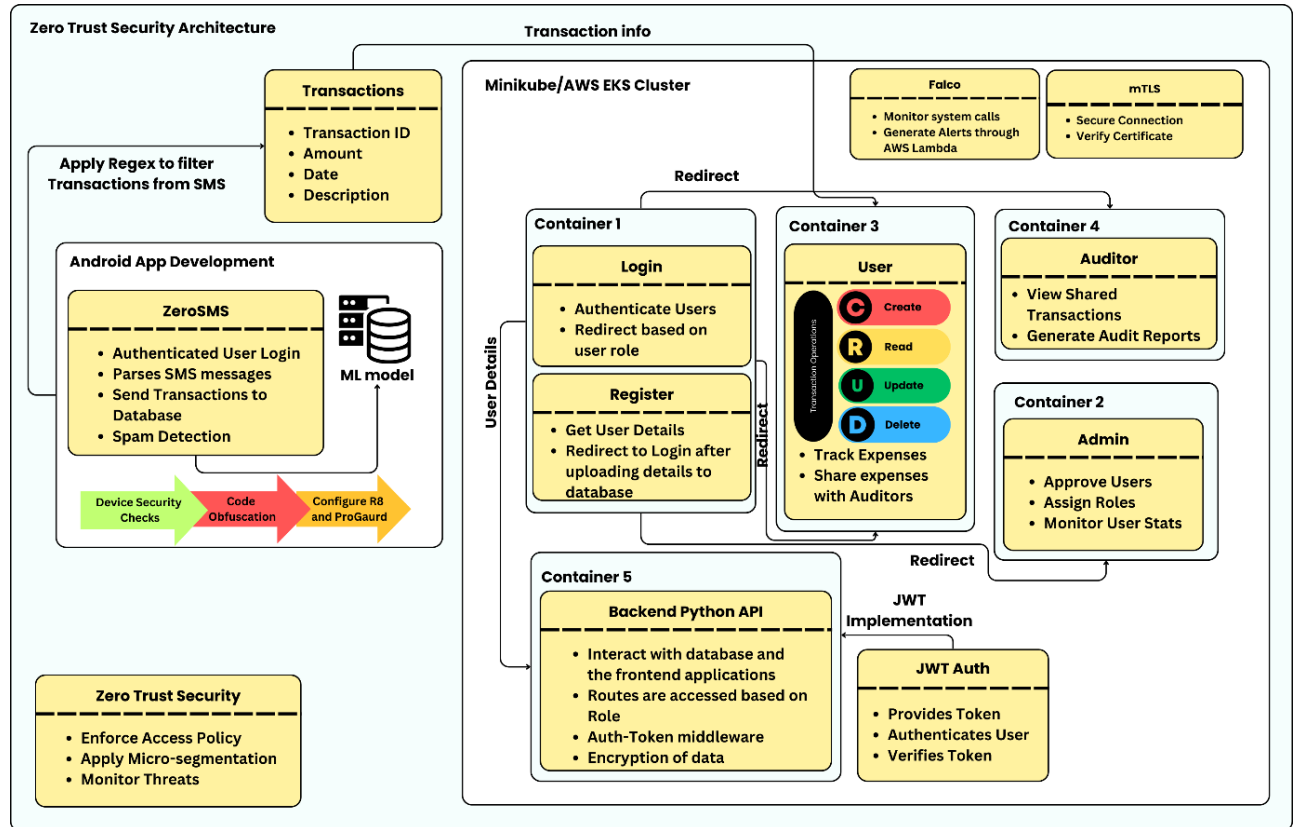 Zero Trust Security Architecture
Transaction info
Transactions
Transaction ID
Amount
Date
Description
Apply Regex to filter
Transactions from SMS
Android App Development
ZeroSMS
Authenticated User Login
Parses SMS messages
Send Transactions to
Database
Spam Detection
ML model
Device Security
Checks
Code
Obfuscation
Configure R8
and ProGaurd
Zero Trust Security
Enforce Access Policy
Apply Micro-segmentation
Monitor Threats
Minikube/AWS EKS Cluster
Falco
Monitor system calls
Generate Alerts through
AWS Lambda
mTLS
Secure Connection
Verify Certificate
Redirect
Container 1
Login
Authenticate Users
Redirect based on
user role
Register
Get User Details
Redirect to Login after
uploading details to
database
User Details
Redirect
Container 3
User
Transaction Operations
C Create
R Read
U Update
D Delete
Track Expenses
Share expenses
with Auditors
Container 4
Auditor
View Shared
Transactions
Generate Audit Reports
Container 2
Admin
Approve Users
Assign Roles
Monitor User Stats
Redirect
Container 5
Backend Python API
Interact with database and
the frontend applications
Routes are accessed based on
Role
Auth-Token middleware
Encryption of data
JWT
Implementation
JWT Auth
Provides Token
Authenticates User
Verifies Token